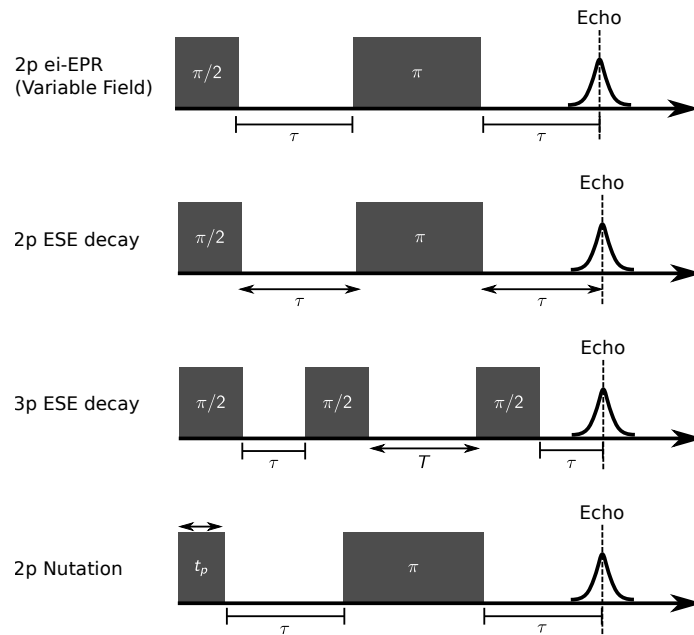 Echo
2p ei-EPR
(Variable Field)
π/2
π
τ
τ
Echo
2p ESE decay
π/2
π
τ
τ
Echo
3p ESE decay
π/2
π/2
π/2
τ
T
τ
Echo
2p Nutation
t_p
π
τ
τ